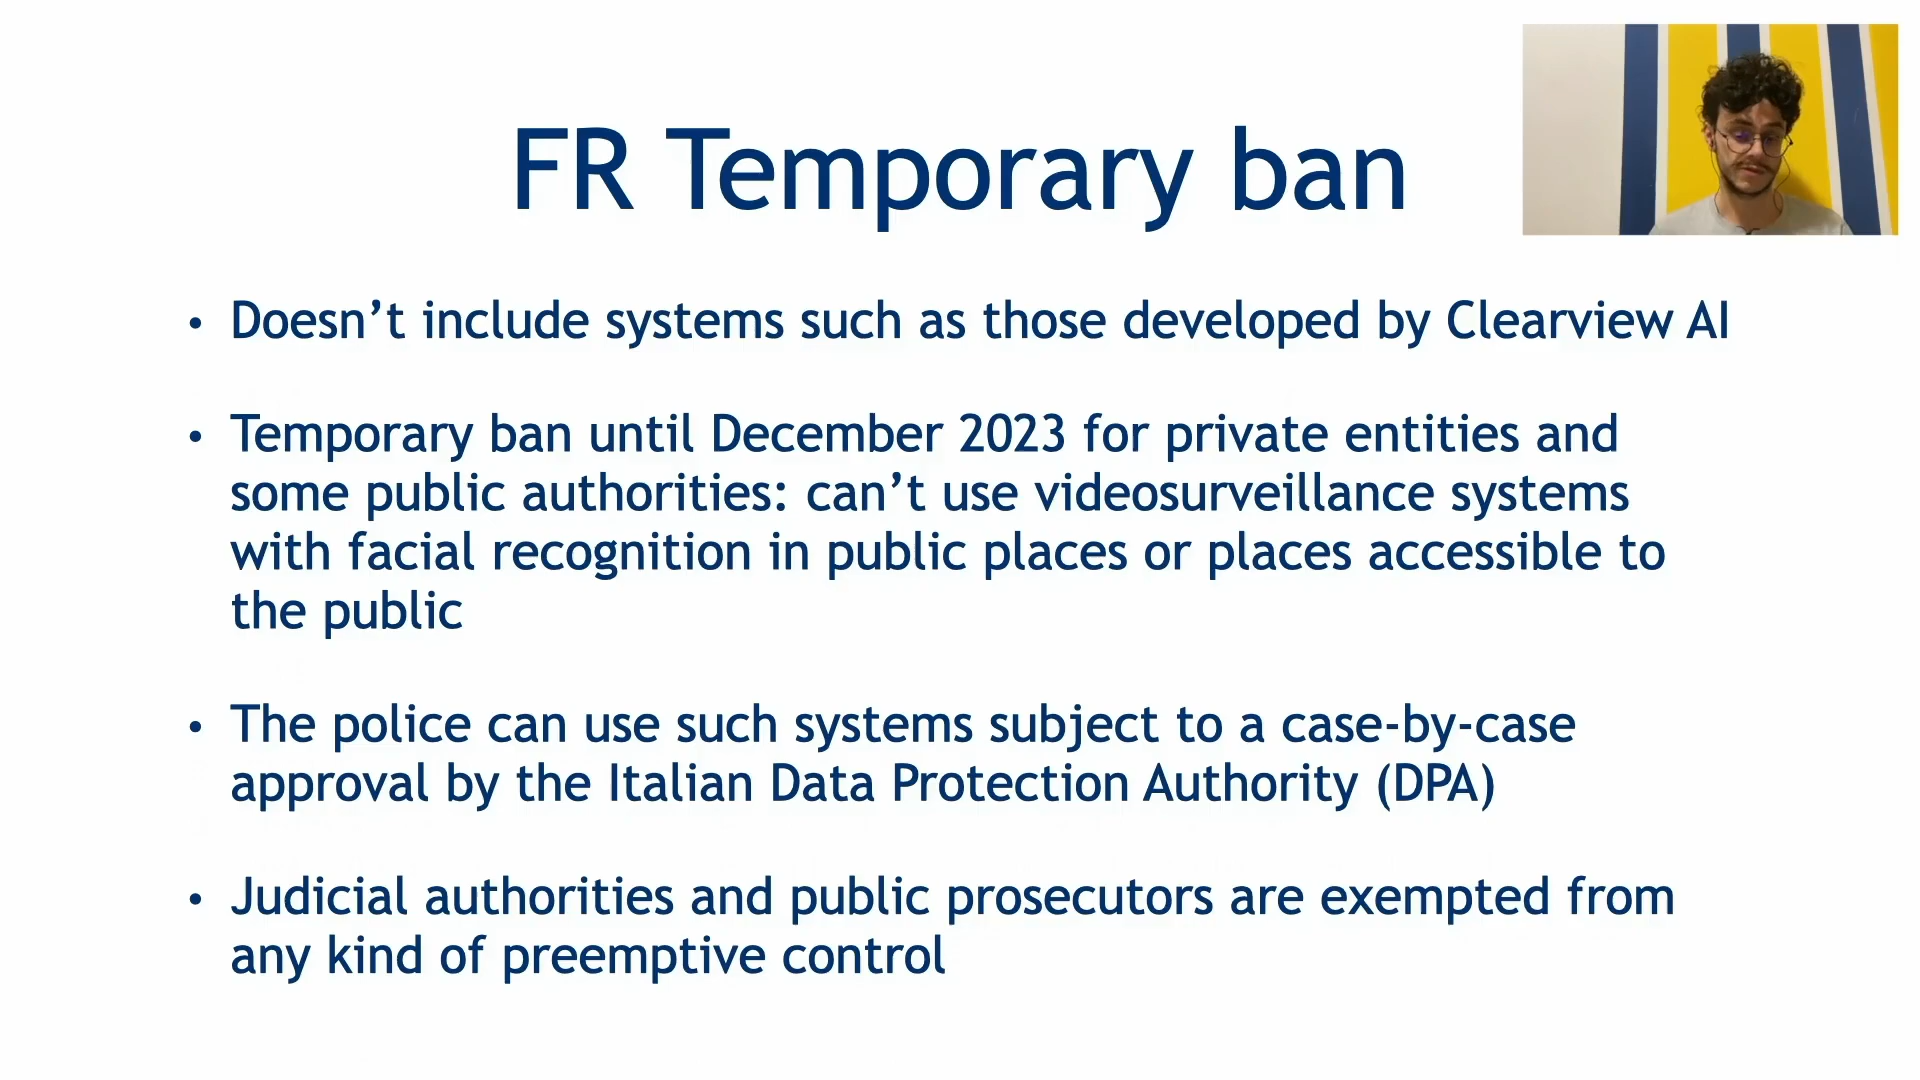 FR Temporary ban
• Doesn’t include systems such as those developed by Clearview AI
• Temporary ban until December 2023 for private entities and
some public authorities: can’t use videosurveillance systems
with facial recognition in public places or places accessible to
the public
• The police can use such systems subject to a case-by-case
approval by the Italian Data Protection Authority (DPA)
• Judicial authorities and public prosecutors are exempted from
any kind of preemptive control